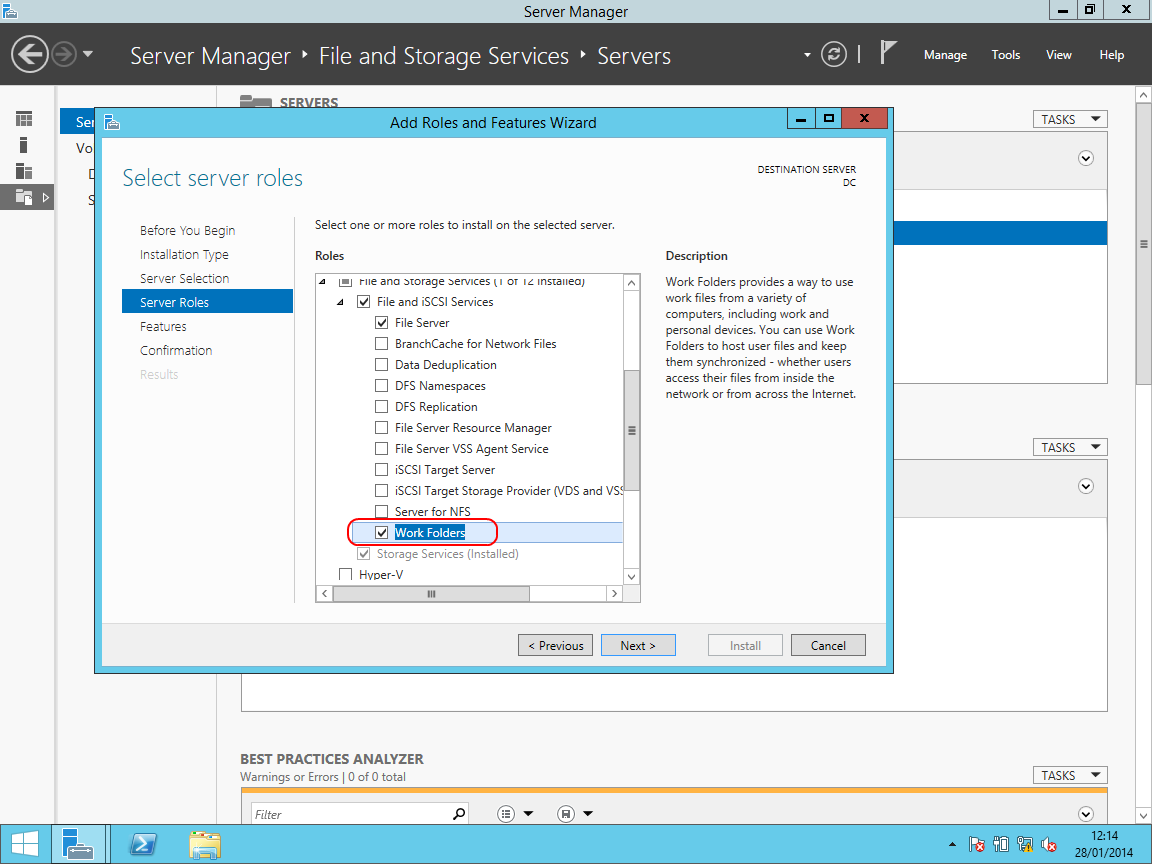 Server Manager
Server Manager ‣ File and Storage Services ‣ Servers
Manage Tools View Help
SERVERS
TASKS
Ser
Vo
D
S
Add Roles and Features Wizard
Select server roles
DESTINATION SERVER
DC
Before You Begin
Installation Type
Server Selection
Server Roles
Features
Confirmation
Results
Select one or more roles to install on the selected server.
Roles
File and Storage Services (1 of 12 installed)
File and iSCSI Services
File Server
BranchCache for Network Files
Data Deduplication
DFS Namespaces
DFS Replication
File Server Resource Manager
File Server VSS Agent Service
iSCSI Target Server
iSCSI Target Storage Provider (VDS and VSS
Server for NFS
Work Folders
Storage Services (Installed)
Hyper-V
Description
Work Folders provides a way to use
work files from a variety of
computers, including work and
personal devices. You can use Work
Folders to host user files and keep
them synchronized - whether users
access their files from inside the
network or from across the Internet.
< Previous
Next >
Install
Cancel
TASKS
BEST PRACTICES ANALYZER
Warnings or Errors | 0 of 0 total
TASKS
Filter
12:14
28/01/2014